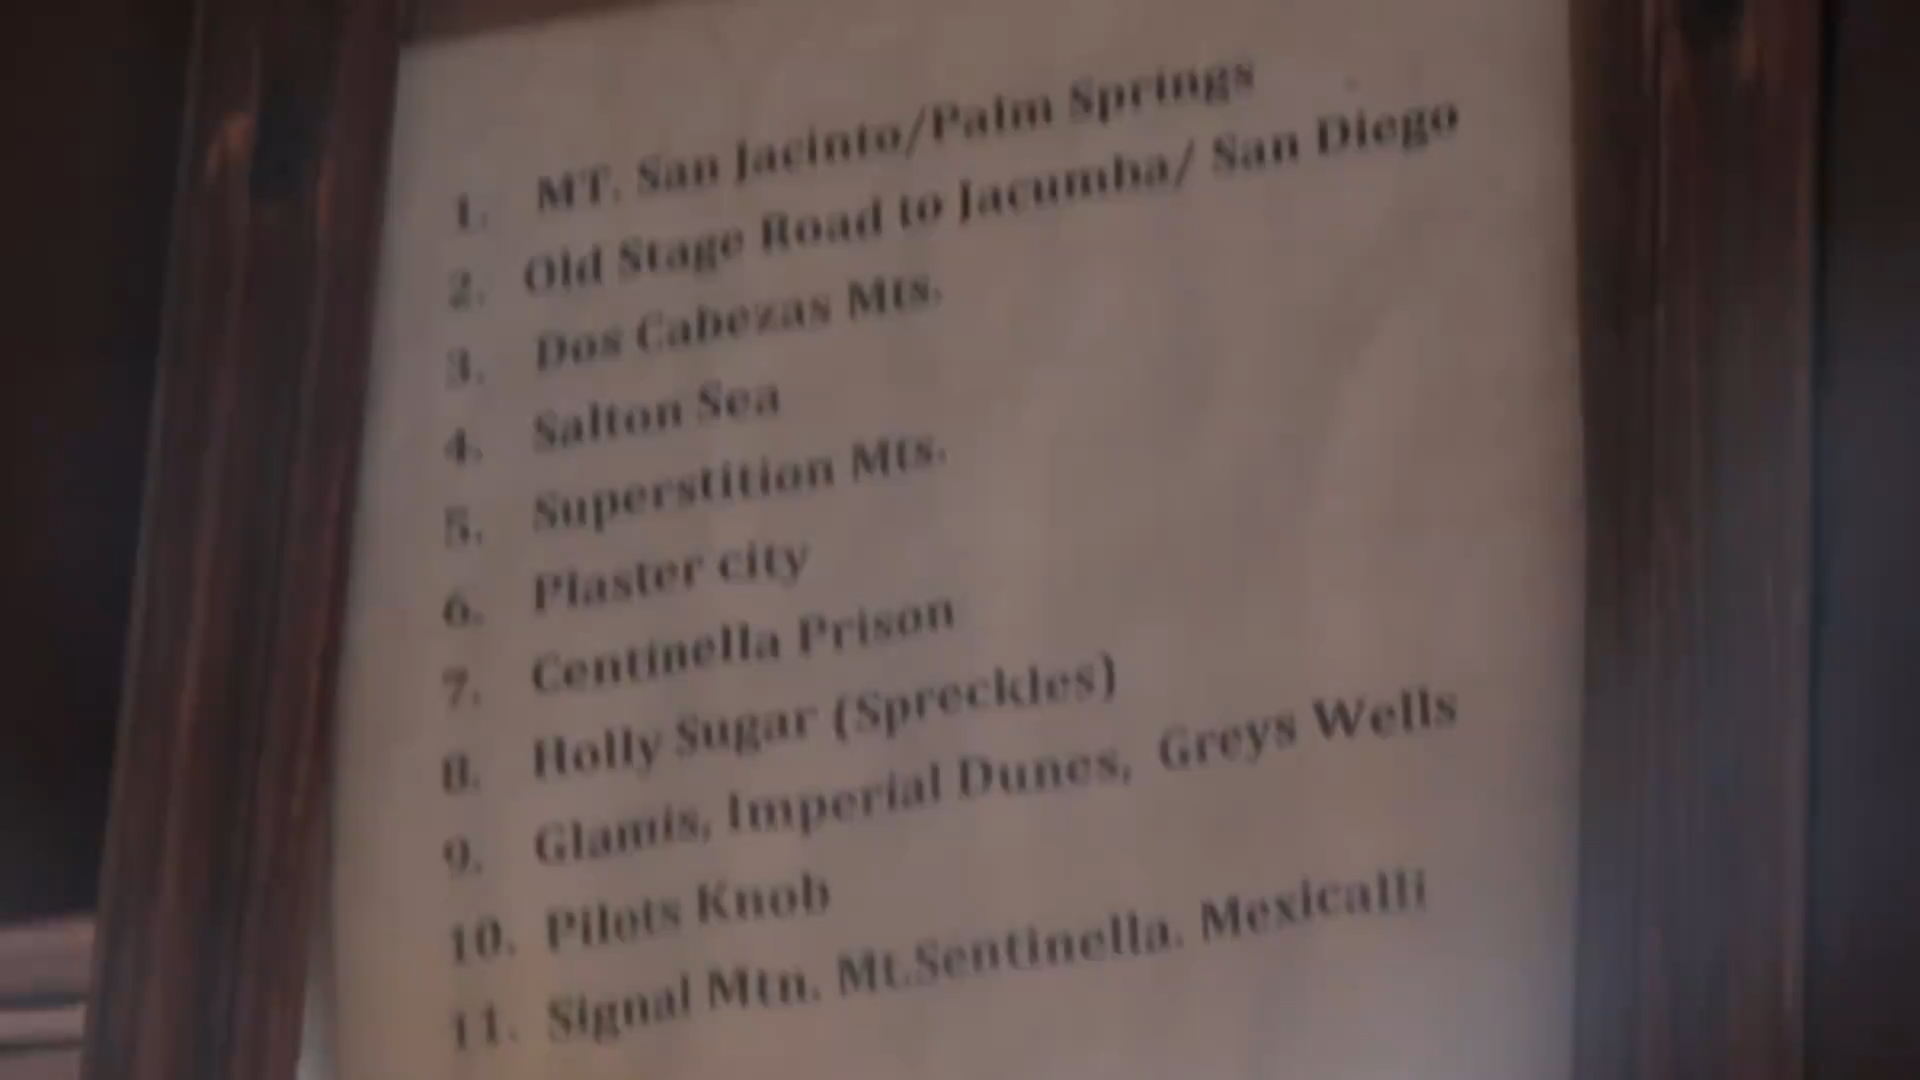 1. MT. San Jacinto/Palm Springs
2. Old Stage Road to Jacumba/ San Diego
3. Dos Cabezas Mts.
4. Salton Sea
5. Superstition Mts.
6. Plaster city
7. Centinella Prison
8. Holly Sugar (Spreckles)
9. Glamis, Imperial Dunes, Greys Wells
10. Pilots Knob
11. Signal Mtn. Mt.Sentinella. Mexicalli